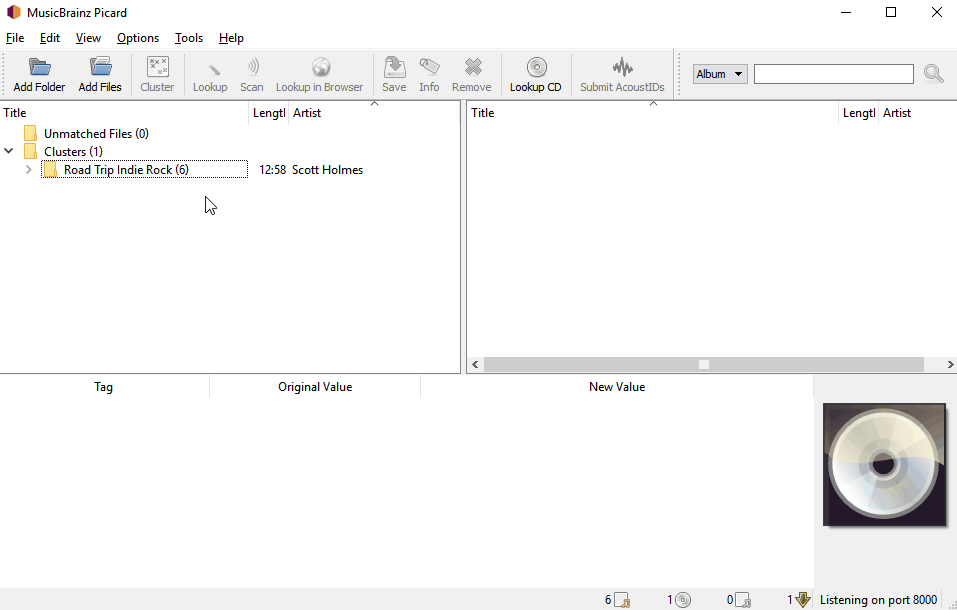 MusicBrainz Picard
File Edit View Options Tools Help
Add Folder Add Files Cluster Lookup Scan Lookup in Browser Save Info Remove Lookup CD Submit AcoustIDs Album
Title Lengtl Artist Title Lengtl Artist
Unmatched Files (0)
Clusters (1)
Road Trip Indie Rock (6) 12:58 Scott Holmes
Tag Original Value New Value
6 1 0 1 Listening on port 8000